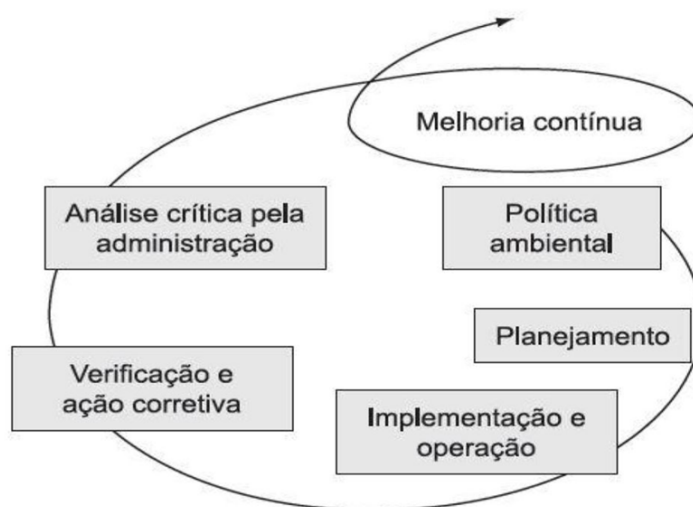 Melhoria contínua
Política
ambiental
Planejamento
Implementação e
operação
Verificação e
ação corretiva
Análise crítica pela
administração